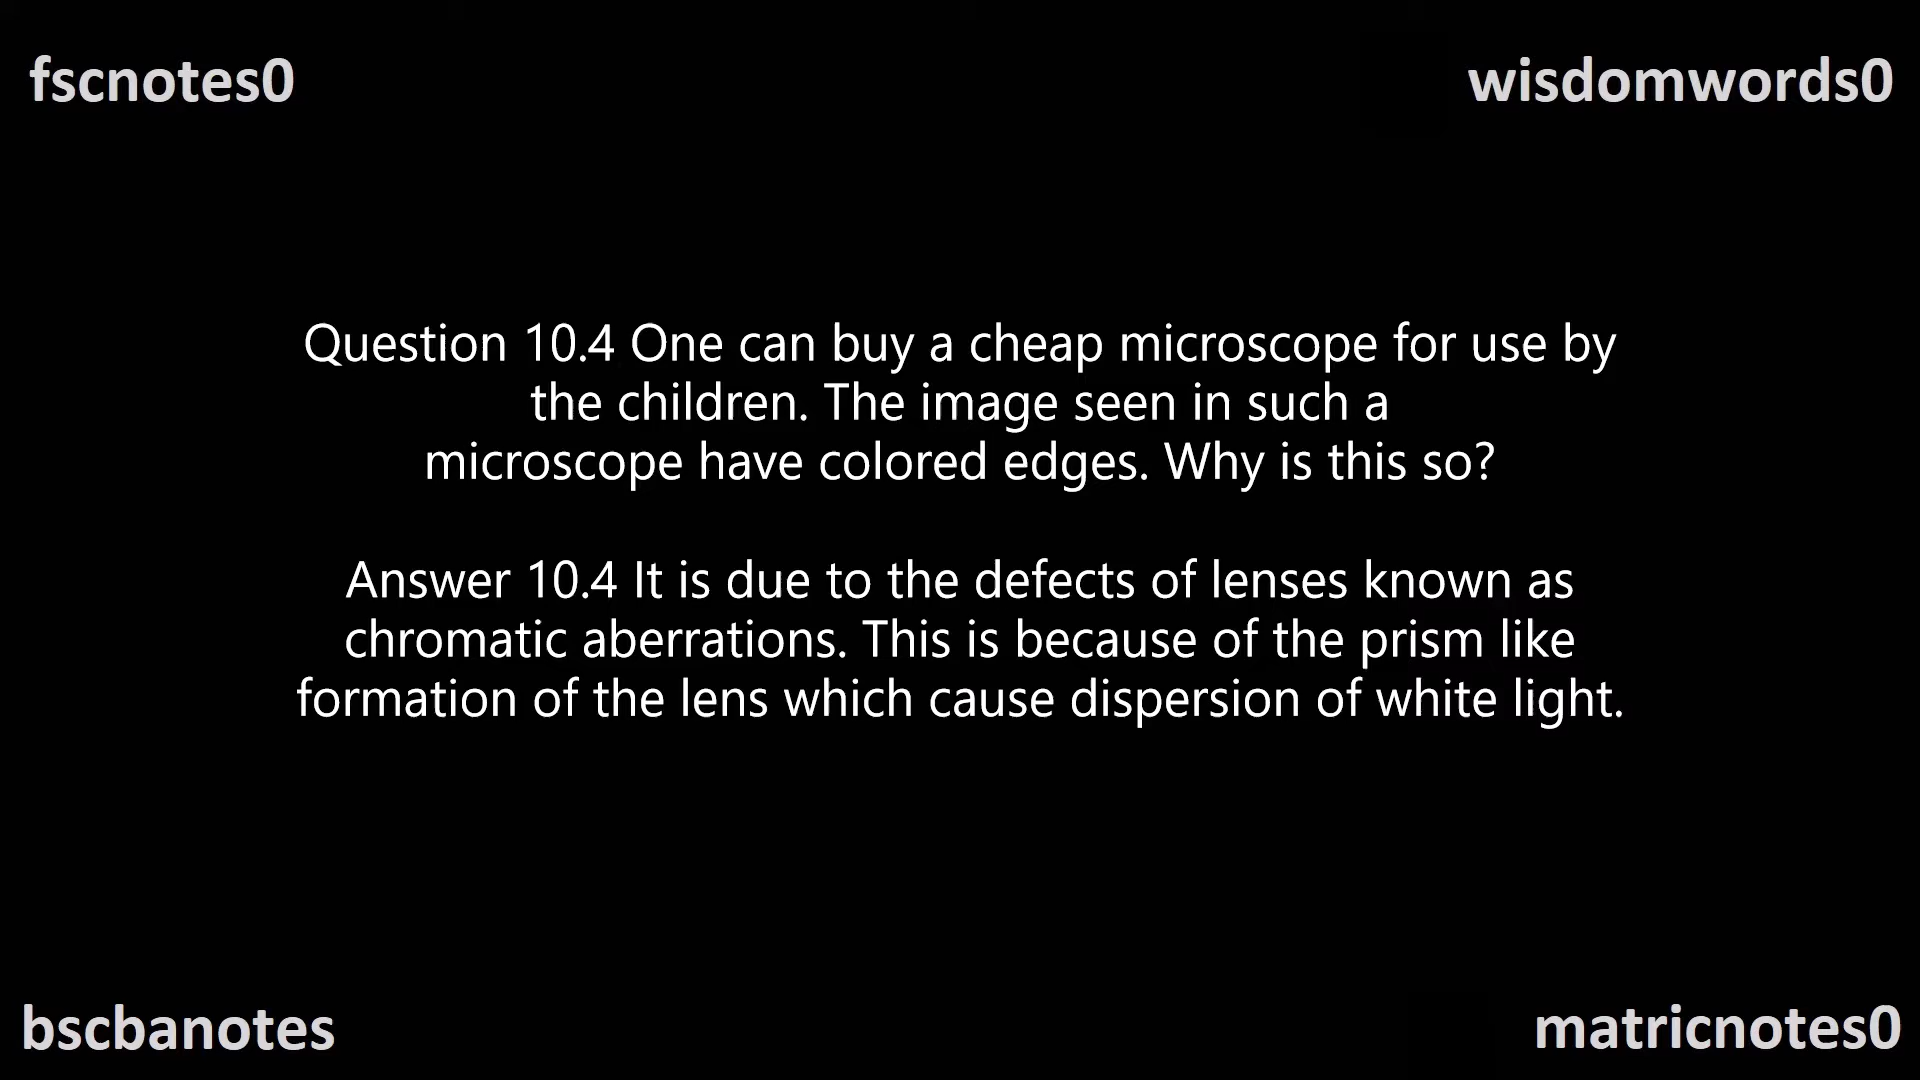 fscnotes0
wisdomwords0
Question 10.4 One can buy a cheap microscope for use by
the children. The image seen in such a
microscope have colored edges. Why is this so?
Answer 10.4 It is due to the defects of lenses known as
chromatic aberrations. This is because of the prism like
formation of the lens which cause dispersion of white light.
bscbanotes
matricnotes0